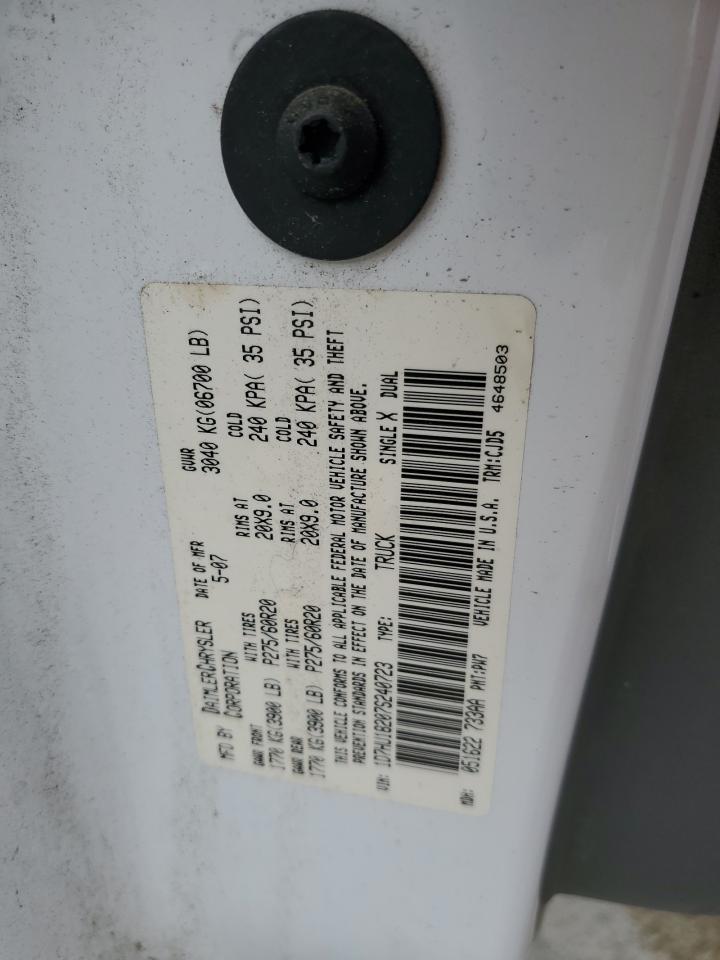 MFD BY DAIMLERCHRYSLER CORPORATION
DATE OF MFR 5-07
GVWR 3040 KG(06700 LB)
GAWR FRONT WITH TIRES RIMS AT COLD
1770 KG(3900 LB) P275/60R20 20X9.0 240 KPA( 35 PSI)
GAWR REAR WITH TIRES RIMS AT COLD
1770 KG(3900 LB) P275/60R20 20X9.0 240 KPA( 35 PSI)
THIS VEHICLE CONFORMS TO ALL APPLICABLE FEDERAL MOTOR VEHICLE SAFETY AND THEFT
PREVENTION STANDARDS IN EFFECT ON THE DATE OF MANUFACTURE SHOWN ABOVE.
VIN: 1D7HU18207S240723 TYPE: TRUCK SINGLE X DUAL
MDH: 051622 733AA PNT:PW7 VEHICLE MADE IN U.S.A. TRM:CJD5 4648503